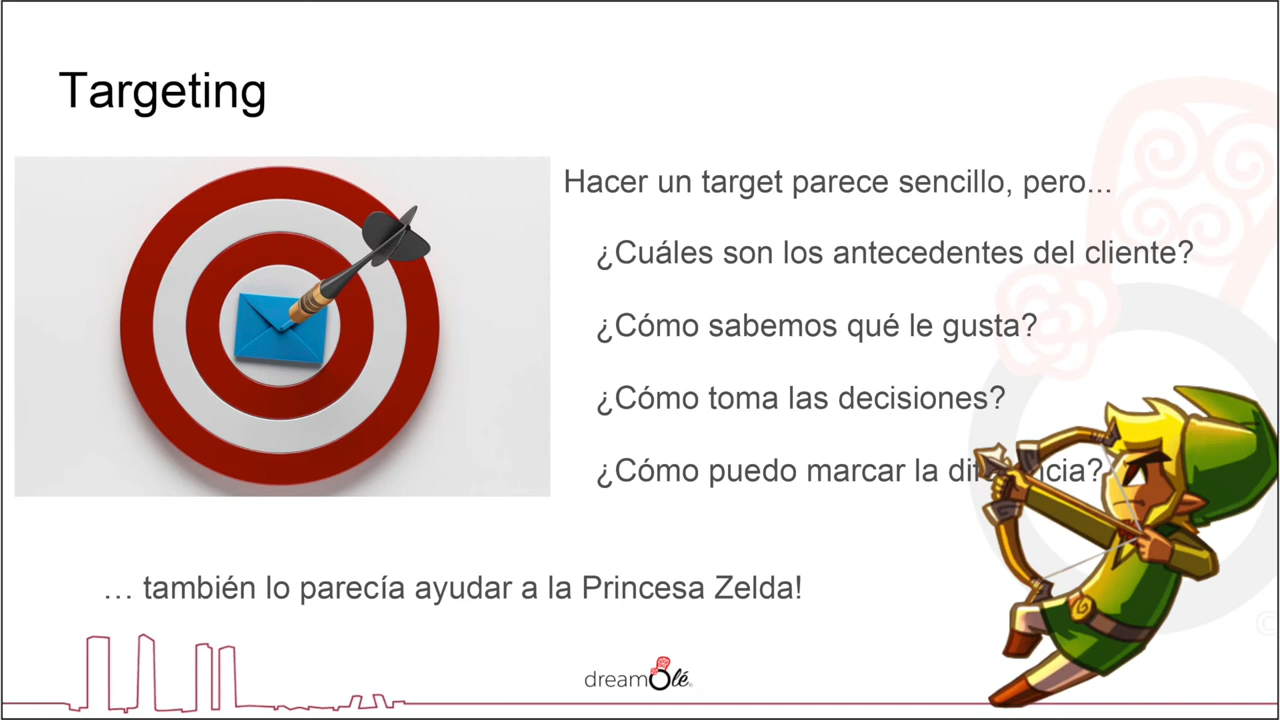 Targeting
Hacer un target parece sencillo, pero...
¿Cuáles son los antecedentes del cliente?
¿Cómo sabemos qué le gusta?
¿Cómo toma las decisiones?
¿Cómo puedo marcar la
… también lo parecía ayudar a la Princesa Zelda!
dreamOlé